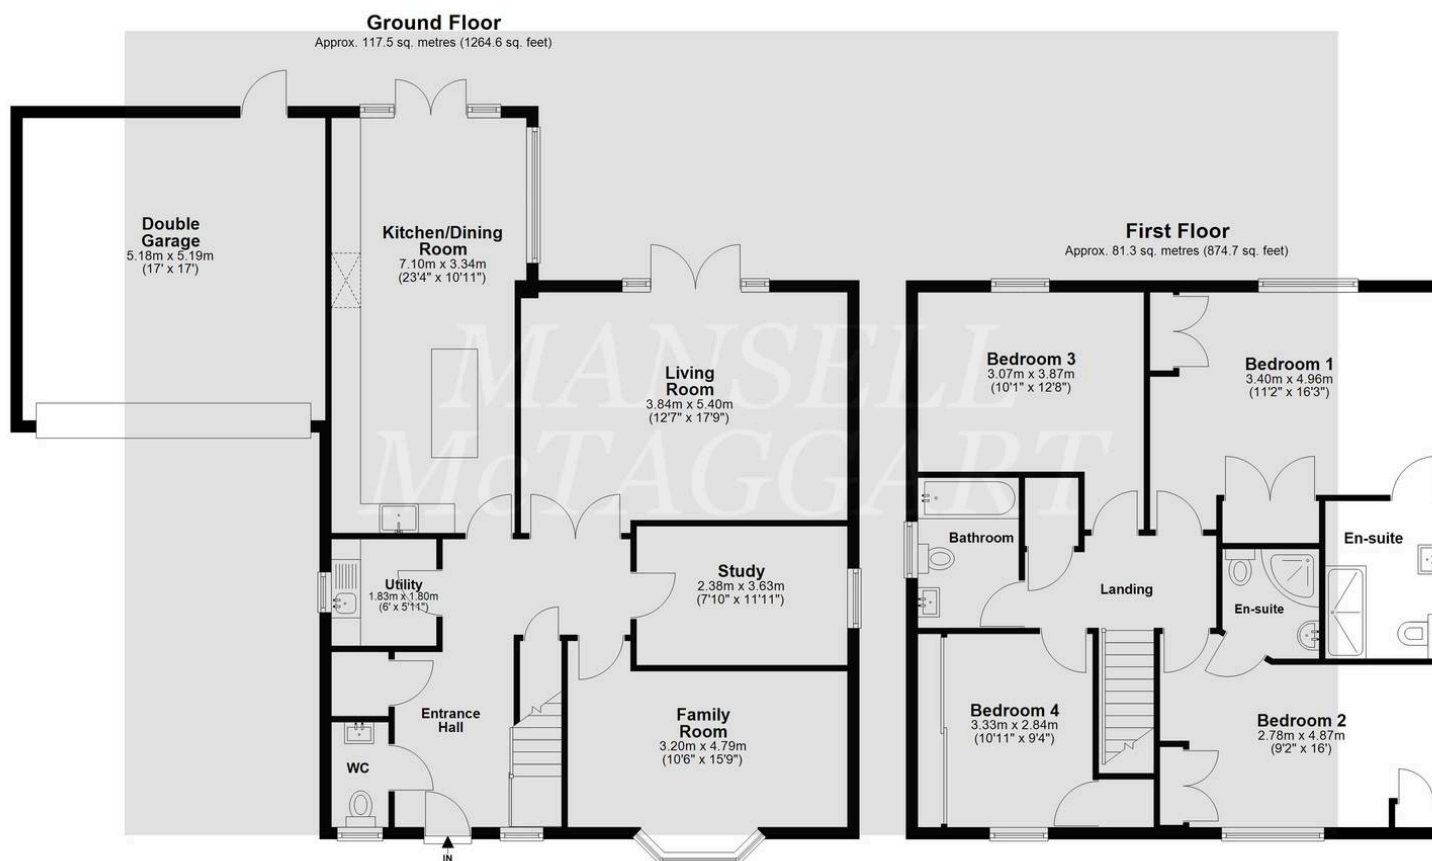 Ground Floor
Approx. 117.5 sq. metres (1264.6 sq. feet)
Double
Garage
5.18m x 5.19m
(17' x 17')
Kitchen/Dining
Room
7.10m x 3.34m
(23'4" x 10'11")
Living
Room
3.84m x 5.40m
(12'7" x 17'9")
Utility
1.83m x 1.80m
(6' x 5'11")
Study
2.38m x 3.63m
(7'10" x 11'11")
Entrance
Hall
WC
Family
Room
3.20m x 4.79m
(10'6" x 15'9")
IN
First Floor
Approx. 81.3 sq. metres (874.7 sq. feet)
Bedroom 3
3.07m x 3.87m
(10'1" x 12'8")
Bedroom 1
3.40m x 4.96m
(11'2" x 16'3")
Bathroom
En-suite
Landing
En-suite
Bedroom 4
3.33m x 2.84m
(10'11" x 9'4")
Bedroom 2
2.78m x 4.87m
(9'2" x 16')
MANSELL
McTAGGART